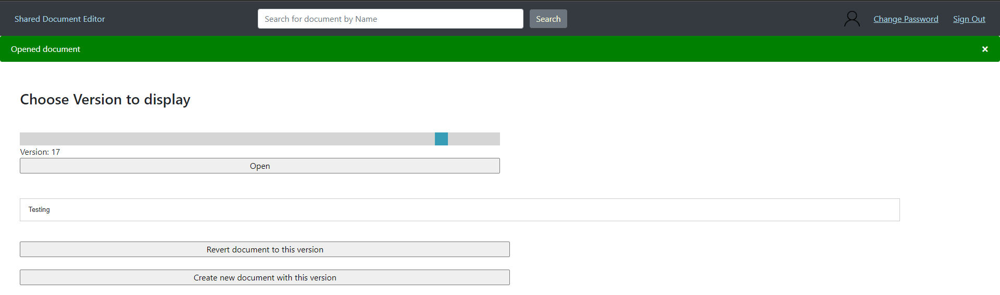 Shared Document Editor
Search for document by Name
Search
Change Password
Sign Out
Opened document
×
Choose Version to display
Version: 17
Open
Testing
Revert document to this version
Create new document with this version